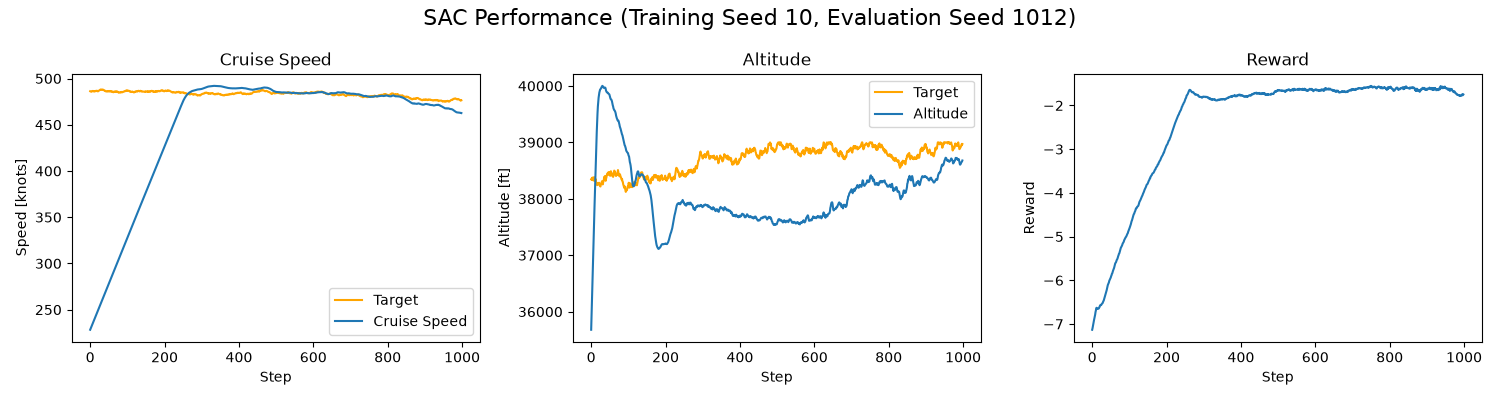 SAC Performance (Training Seed 10, Evaluation Seed 1012)
Cruise Speed
Speed [knots]
500
450
400
350
300
250
0 200 400 600 800 1000
Step
Target
Cruise Speed
Altitude
Altitude [ft]
40000
39000
38000
37000
36000
0 200 400 600 800 1000
Step
Target
Altitude
Reward
Reward
−2
−3
−4
−5
−6
−7
0 200 400 600 800 1000
Step